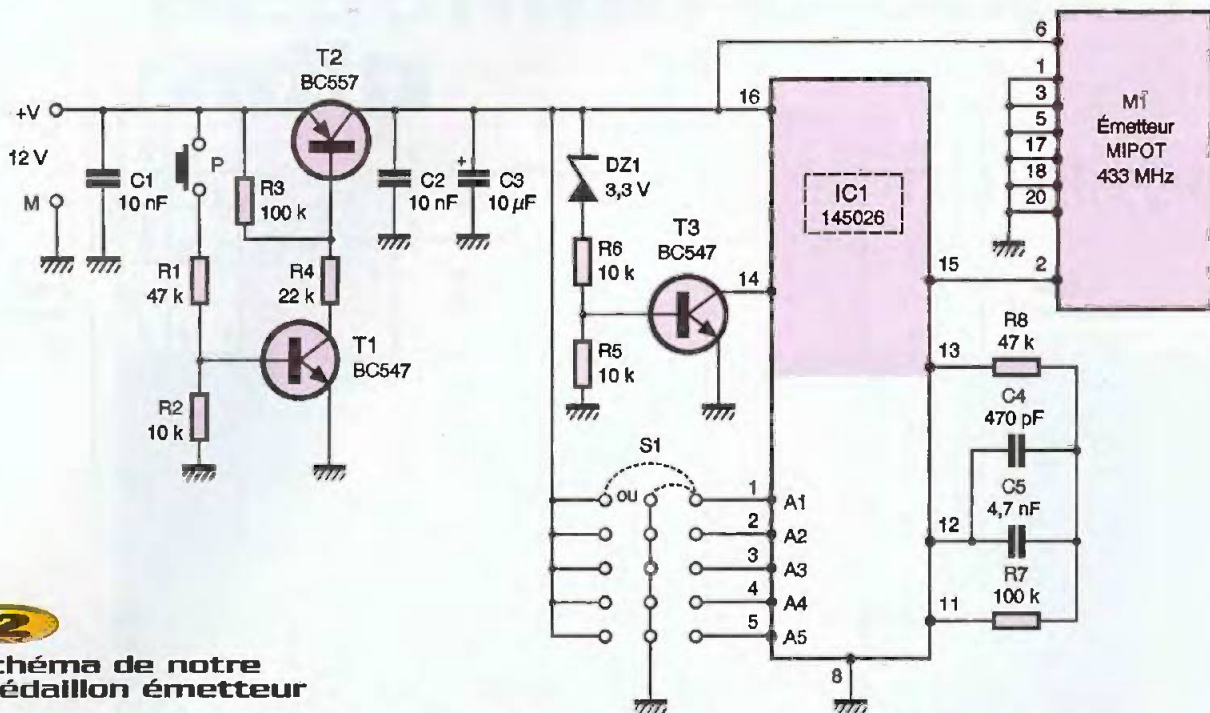 T2
BC557
+V
12 V
M
C1
10 nF
P
R3
100 k
C2
10 nF
+
C3
10 µF
R1
47 k
R4
22 k
T1
BC547
R2
10 k
DZ1
3,3 V
R6
10 k
T3
BC547
R5
10 k
S1
ou
16
14
1
2
3
4
5
A1
A2
A3
A4
A5
IC1
145026
8
15
13
12
11
6
1
3
5
17
18
20
2
M1
Émetteur
MIPOT
433 MHz
R8
47 k
C4
470 pF
C5
4,7 nF
R7
100 k
2
chéma de notre
édaillon émetteur